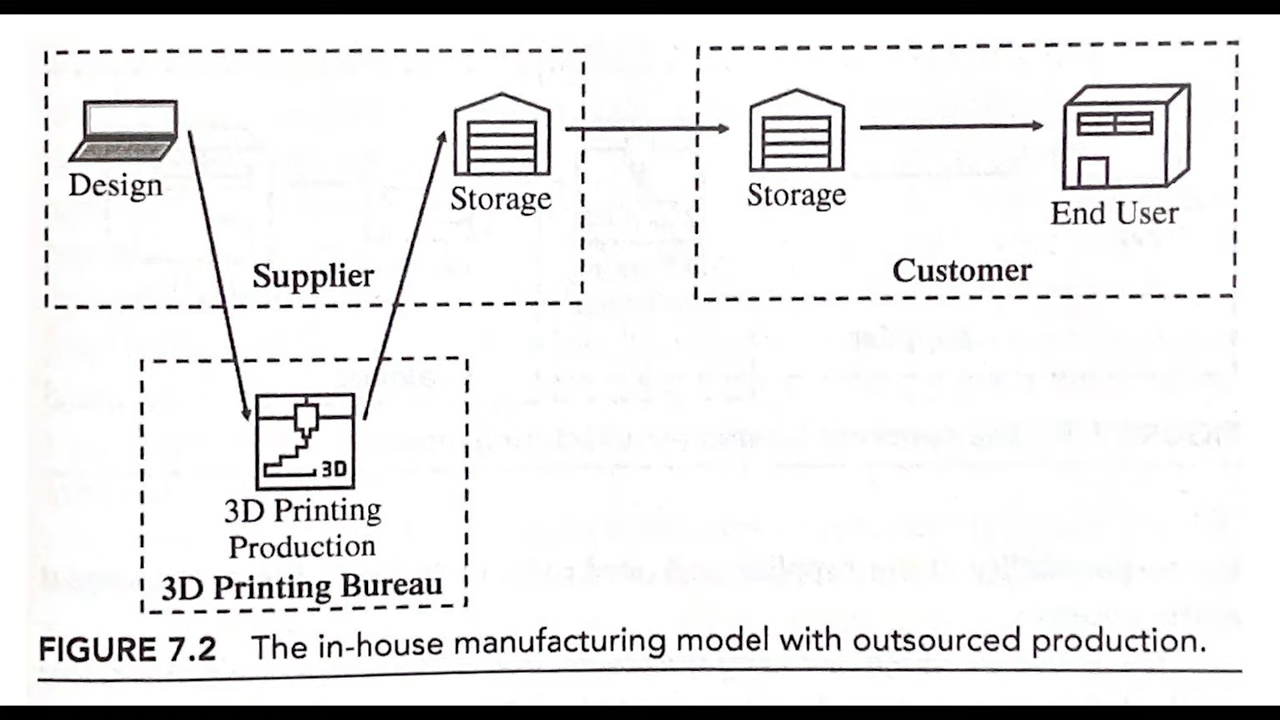 Design
Storage
Supplier
Storage
End User
Customer
3D
3D Printing
Production
3D Printing Bureau
FIGURE 7.2 The in-house manufacturing model with outsourced production.